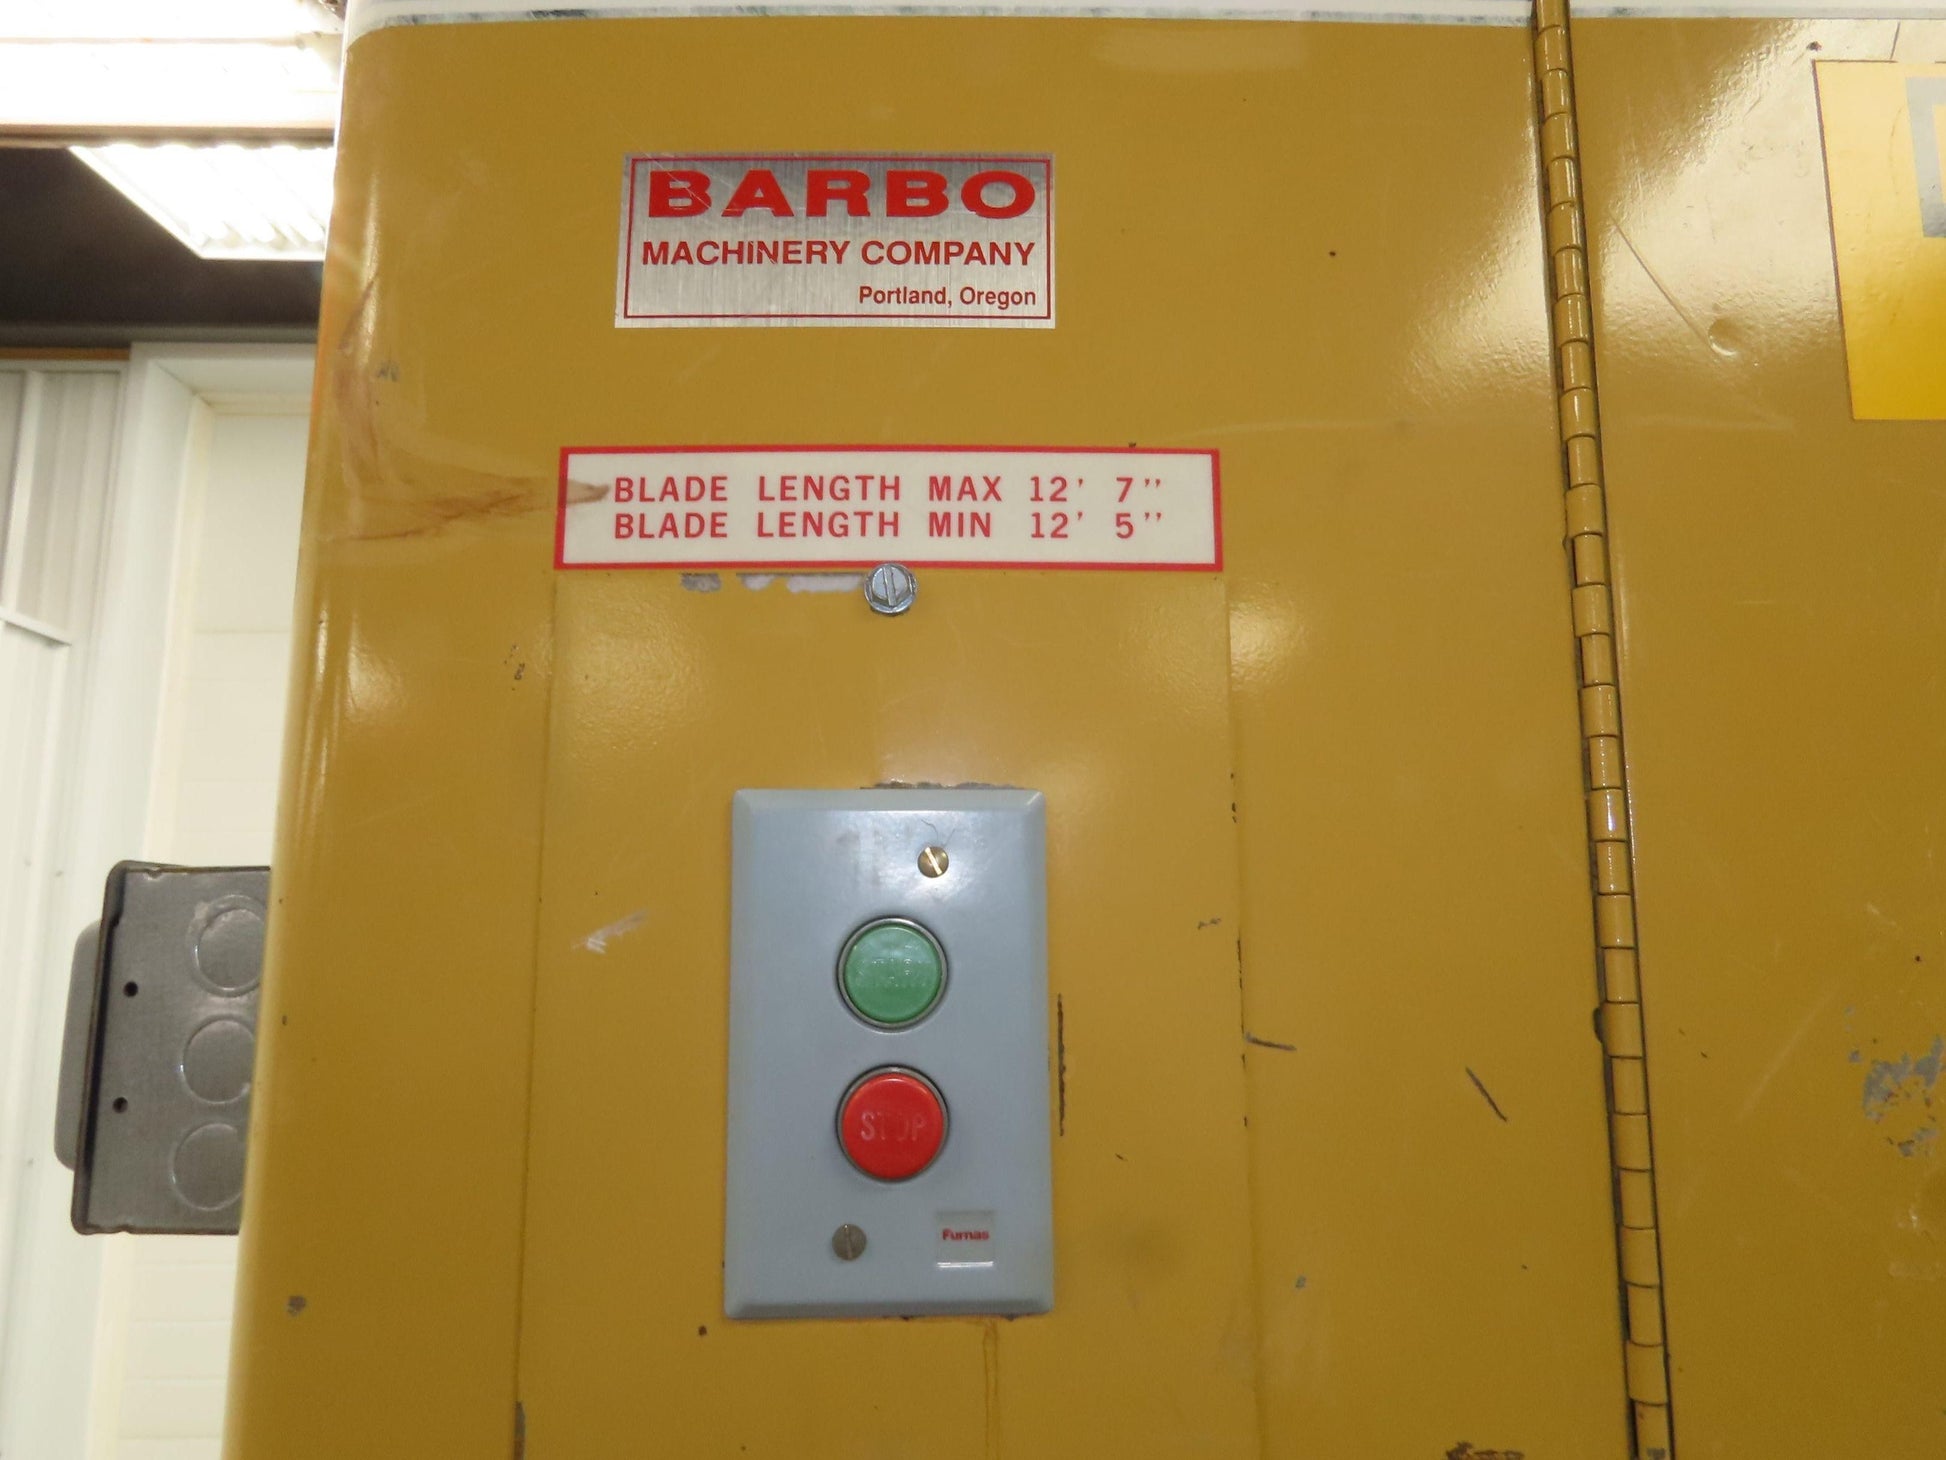 BARBO
MACHINERY COMPANY
Portland, Oregon
BLADE LENGTH MAX 12' 7"
BLADE LENGTH MIN 12' 5"
START
STOP
Furnas